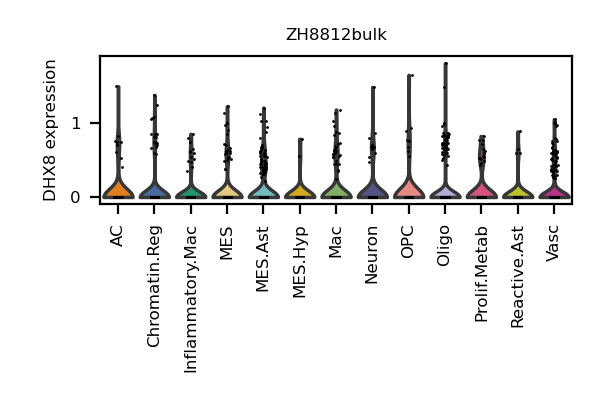 ZH8812bulk
DHX8 expression
1
0
AC
Chromatin.Reg
Inflammatory.Mac
MES
MES.Ast
MES.Hyp
Mac
Neuron
OPC
Oligo
Prolif.Metab
Reactive.Ast
Vasc